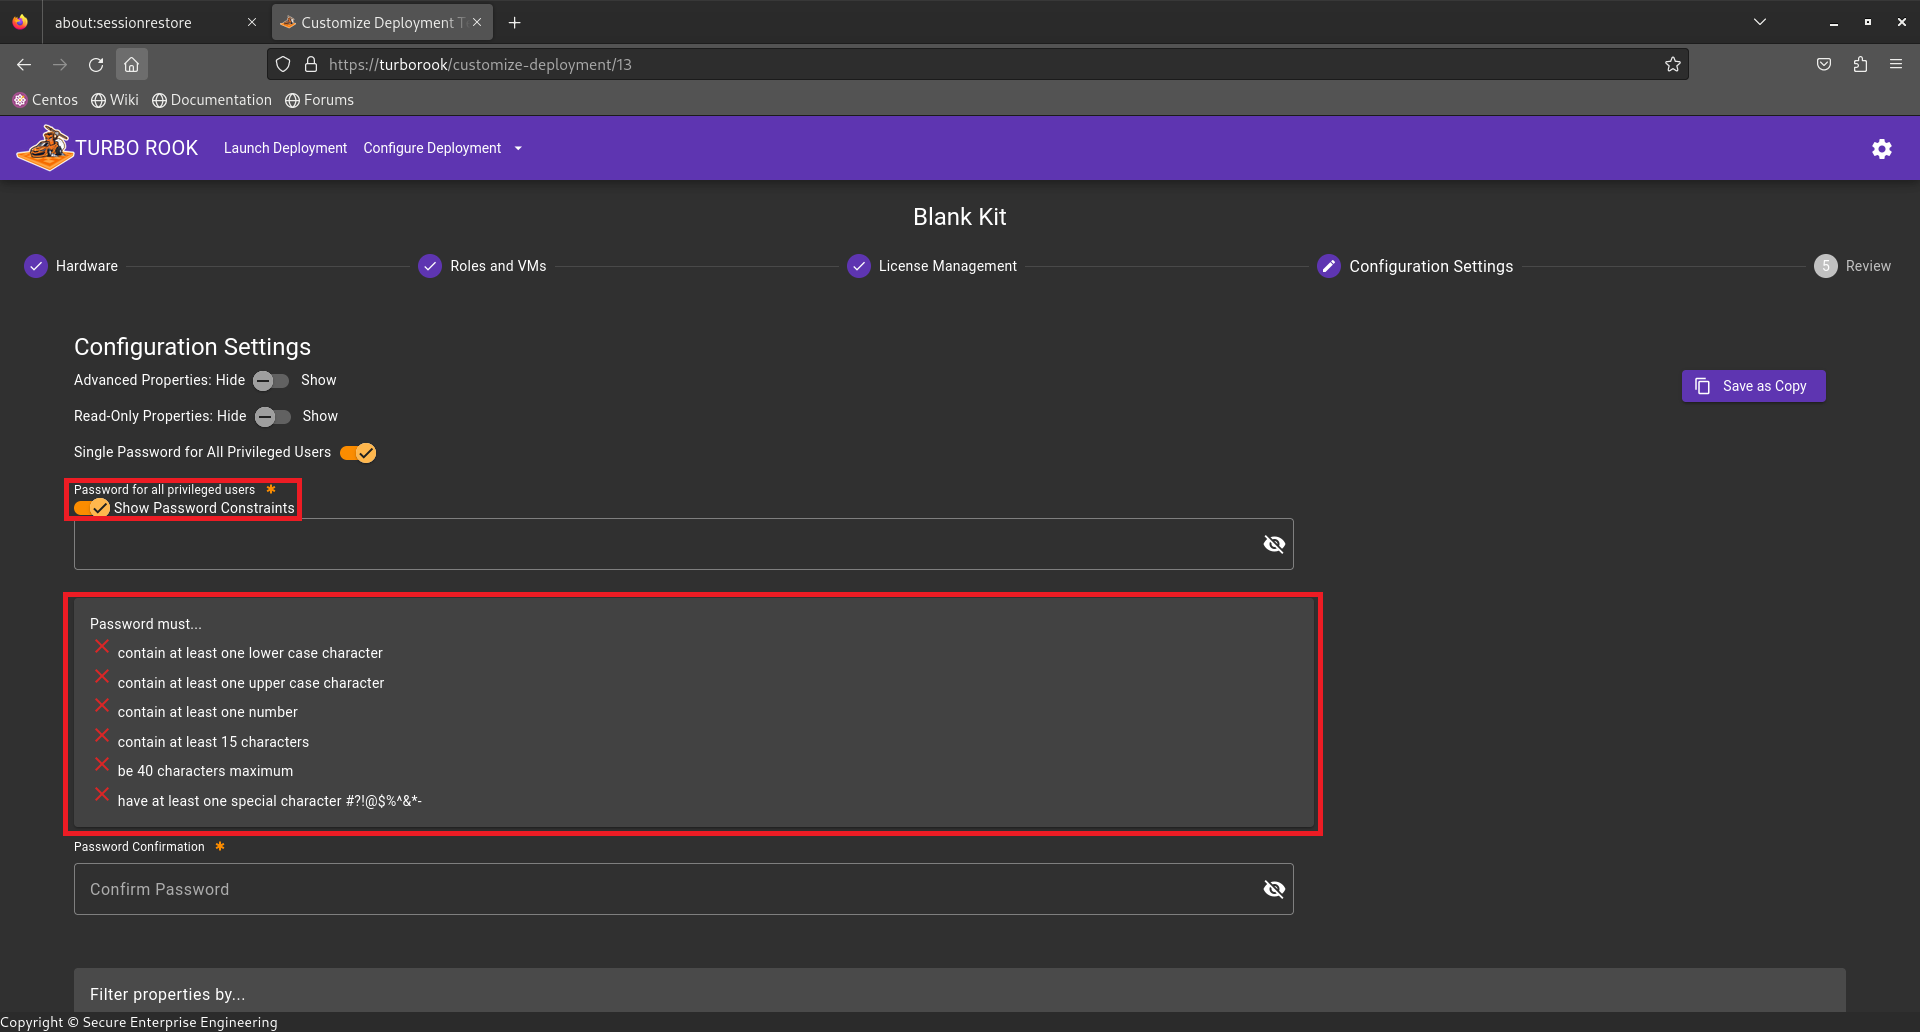 about:sessionrestore
Customize Deployment T
https://turborook/customize-deployment/13
Centos Wiki Documentation Forums
TURBO ROOK Launch Deployment Configure Deployment
Blank Kit
Hardware Roles and VMs License Management Configuration Settings 5 Review
Configuration Settings
Advanced Properties: Hide Show
Save as Copy
Read-Only Properties: Hide Show
Single Password for All Privileged Users
Password for all privileged users *
Show Password Constraints
Password must...
contain at least one lower case character
contain at least one upper case character
contain at least one number
contain at least 15 characters
be 40 characters maximum
have at least one special character #?!@$%^&*-
Password Confirmation *
Confirm Password
Filter properties by...
Copyright © Secure Enterprise Engineering